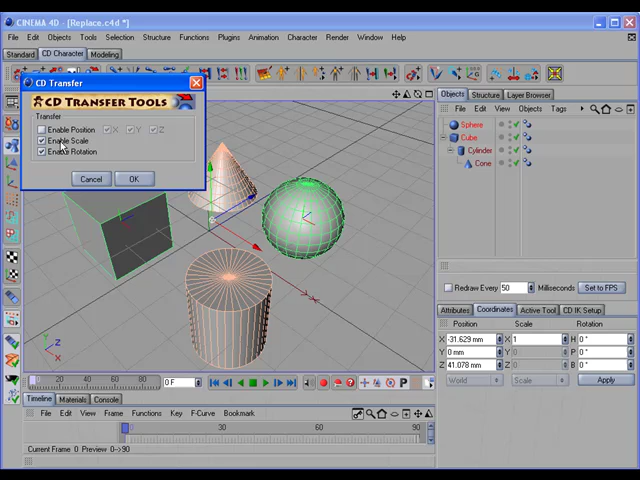 CINEMA 4D - [Replace.c4d *]
File Edit Objects Tools Selection Structure Functions Plugins Animation Character Render Window Help
Standard CD Character Modeling
CD Transfer
CD TRANSFER TOOLS
Transfer
Enable Position X Y Z
Enable Scale
Enable Rotation
Cancel OK
Objects Structure Layer Browser
File Edit View Objects Tags
Sphere
Cube
Cylinder
Cone
Redraw Every 50 Milliseconds Set to FPS
Attributes Coordinates Active Tool CD IK Setup
Position Scale Rotation
X -31.629 mm X 1 H 0 °
Y 0 mm P 0 °
Z 41.078 mm B 0 °
World Scale Apply
Y Z X
0 20 40 60 80 0 F
Timeline Materials Console
File Edit View Frame Functions Key F-Curve Bookmark
0 30 60 90
Current Frame 0 Preview 0-->90